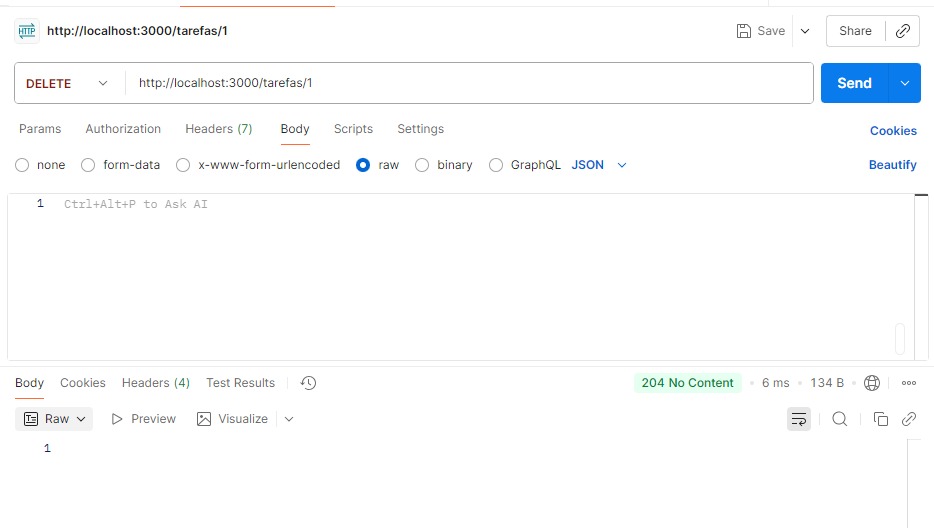 HTTP http://localhost:3000/tarefas/1 Save Share
DELETE http://localhost:3000/tarefas/1 Send
Params Authorization Headers (7) Body Scripts Settings Cookies
none form-data x-www-form-urlencoded raw binary GraphQL JSON Beautify
1 Ctrl+Alt+P to Ask AI
Body Cookies Headers (4) Test Results 204 No Content • 6 ms • 134 B •
Raw Preview Visualize
1